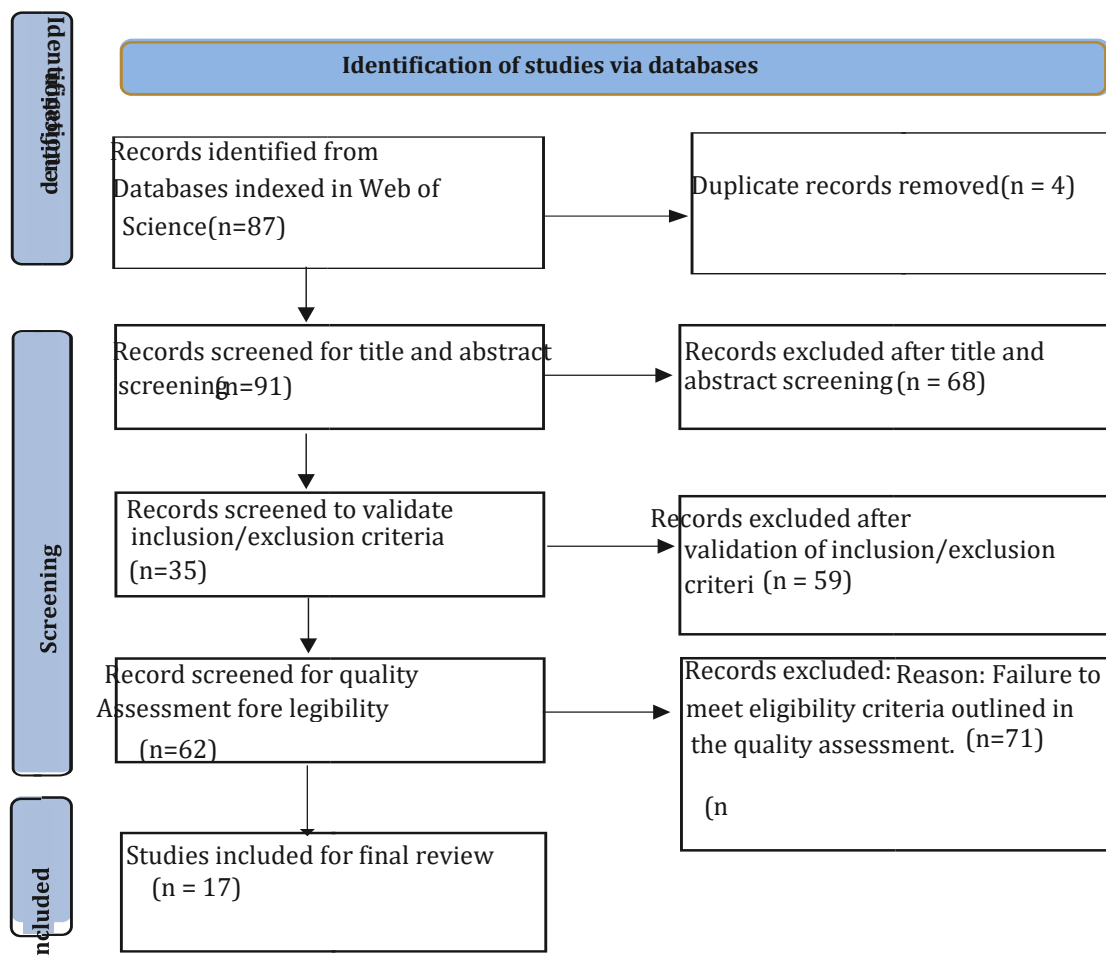 Identification
dentification
Identification of studies via databases
Records identified from
Databases indexed in Web of
Science(n=87)
Duplicate records removed(n = 4)
Screening
Records screened for title and abstract
screening(n=91)
Records excluded after title and
abstract screening (n = 68)
Records screened to validate
inclusion/exclusion criteria
(n=35)
Records excluded after
validation of inclusion/exclusion
criteri (n = 59)
Record screened for quality
Assessment fore legibility
(n=62)
Records excluded: Reason: Failure to
meet eligibility criteria outlined in
the quality assessment. (n=71)
(n
ncluded
Studies included for final review
(n = 17)